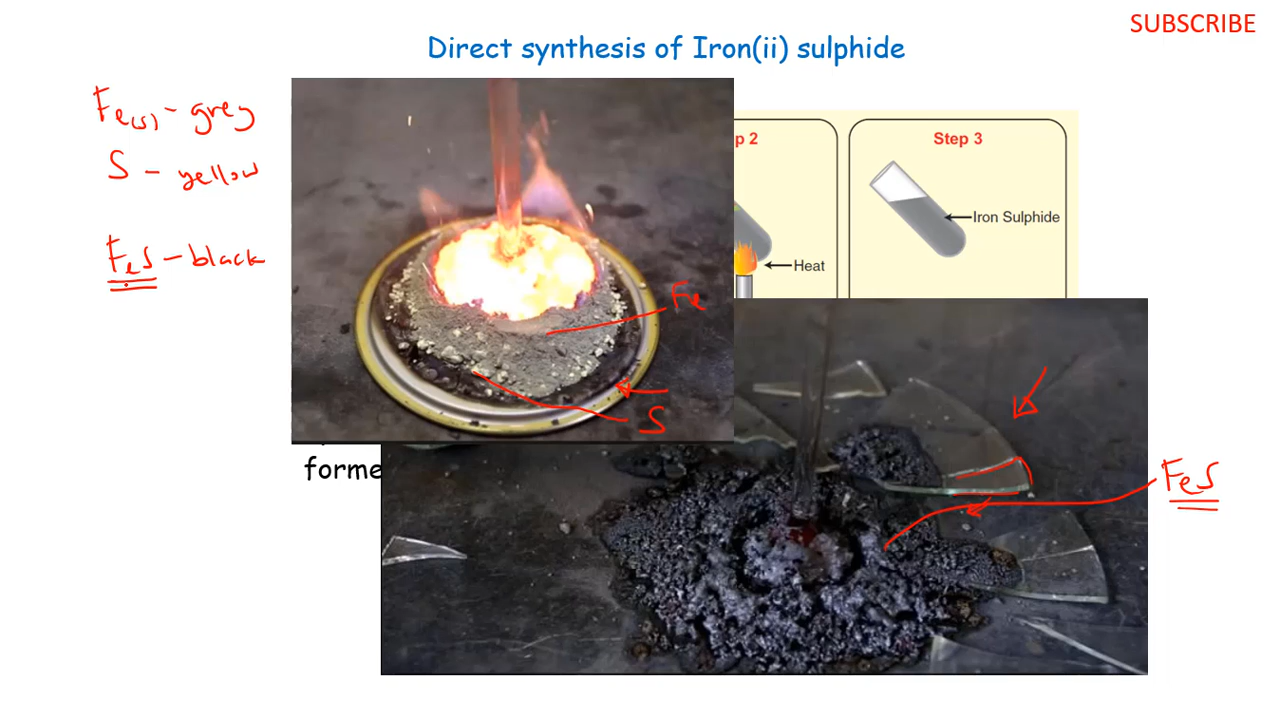 SUBSCRIBE
Direct synthesis of Iron(ii) sulphide
Fe(s) - grey
S - yellow
FeS - black
p 2
Step 3
Iron Sulphide
Heat
Fe
S
forme
FeS